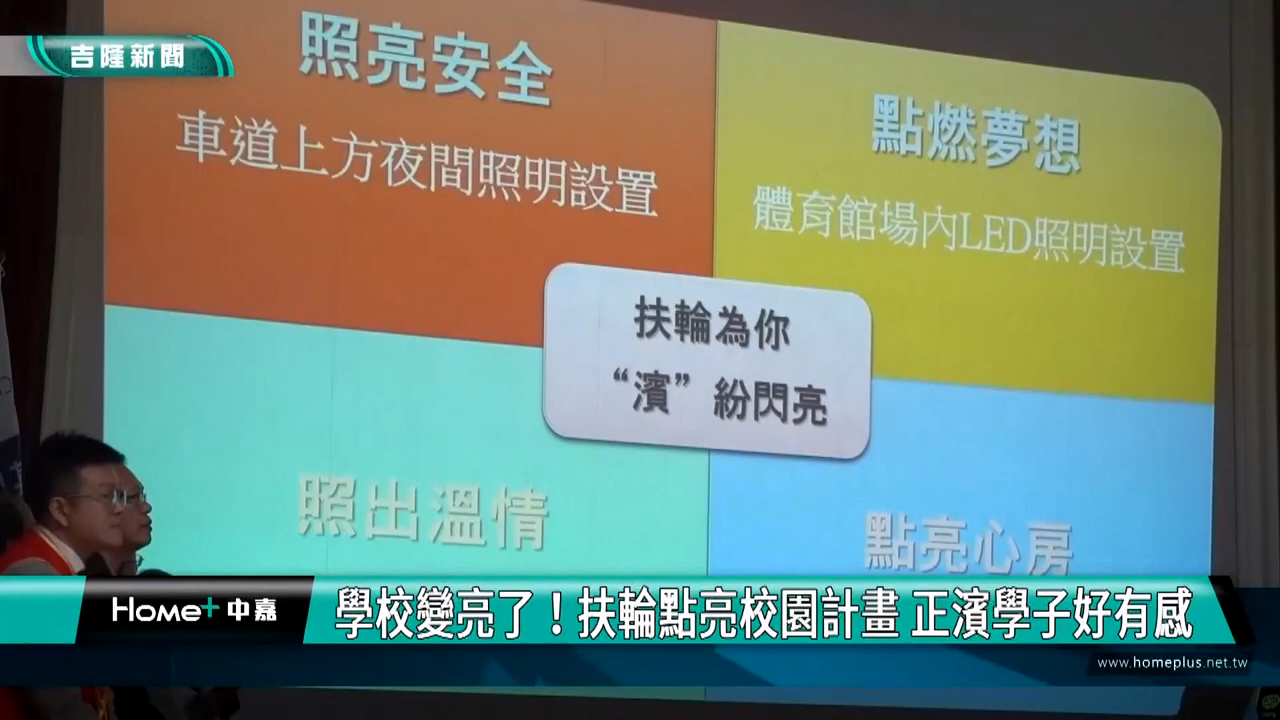 吉隆新聞
照亮安全
車道上方夜間照明設置
點燃夢想
體育館場內LED照明設置
扶輪為你
“濱”紛閃亮
照出溫情
點亮心房
Home+中嘉
學校變亮了！扶輪點亮校園計畫 正濱學子好有感
www.homeplus.net.tw